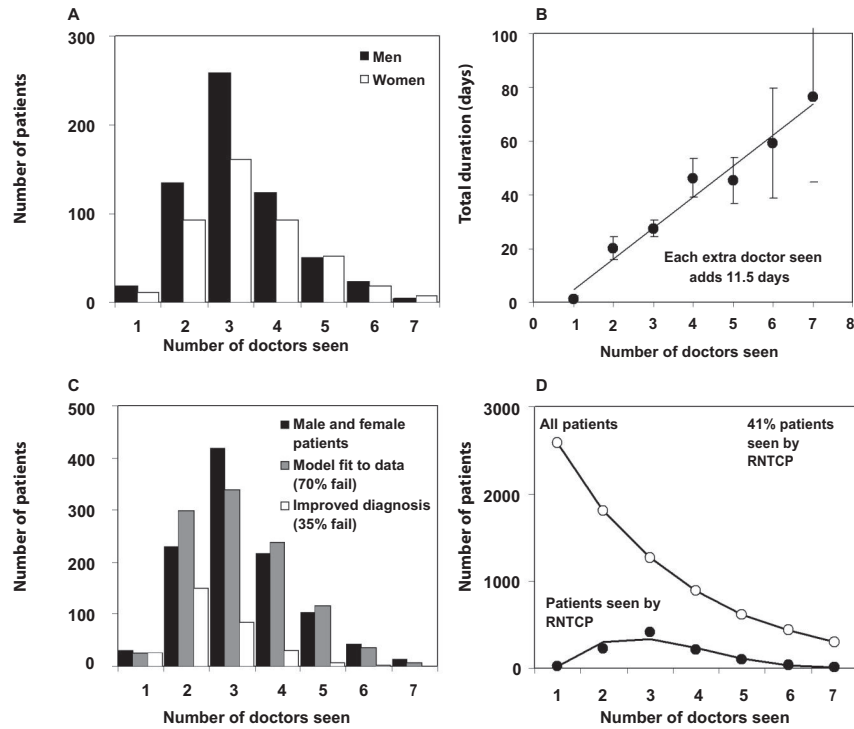 A
300
200
100
0
Number of patients
Men
Women
1 2 3 4 5 6 7
Number of doctors seen
B
100
80
60
40
20
0
Total duration (days)
Each extra doctor seen
adds 11.5 days
0 1 2 3 4 5 6 7 8
Number of doctors seen
C
500
400
300
200
100
0
Number of patients
Male and female
patients
Model fit to data
(70% fail)
Improved diagnosis
(35% fail)
1 2 3 4 5 6 7
Number of doctors seen
D
3000
2000
1000
0
Number of patients
All patients
41% patients
seen by
RNTCP
Patients seen by
RNTCP
1 2 3 4 5 6 7
Number of doctors seen